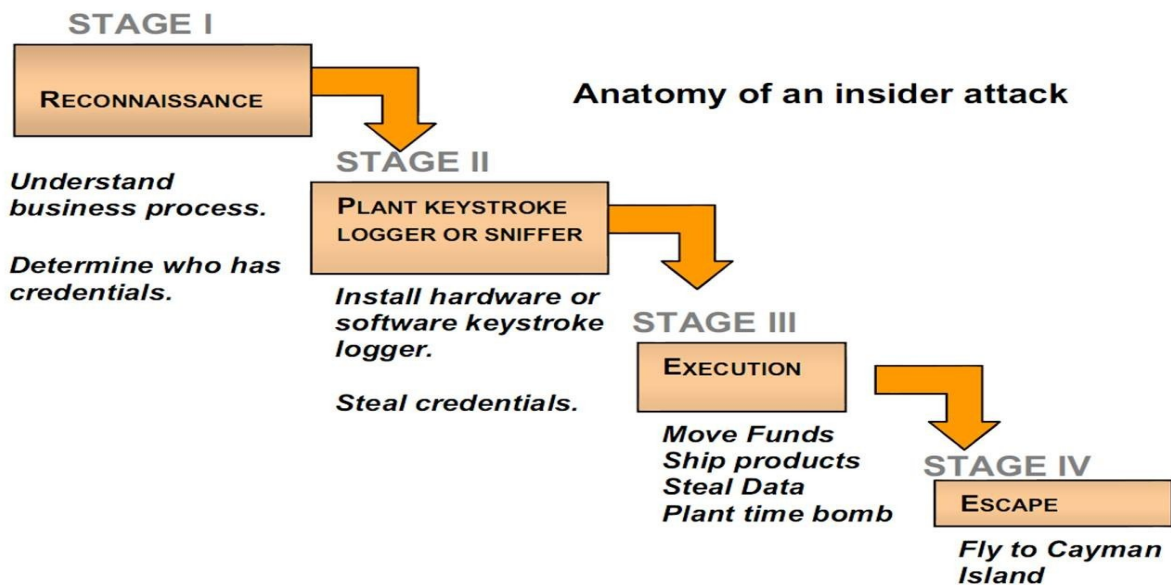 STAGE I
RECONNAISSANCE
Anatomy of an insider attack
Understand
business process.
Determine who has
credentials.
STAGE II
PLANT KEYSTROKE
LOGGER OR SNIFFER
Install hardware or
software keystroke
logger.
Steal credentials.
STAGE III
EXECUTION
Move Funds
Ship products
Steal Data
Plant time bomb
STAGE IV
ESCAPE
Fly to Cayman
Island